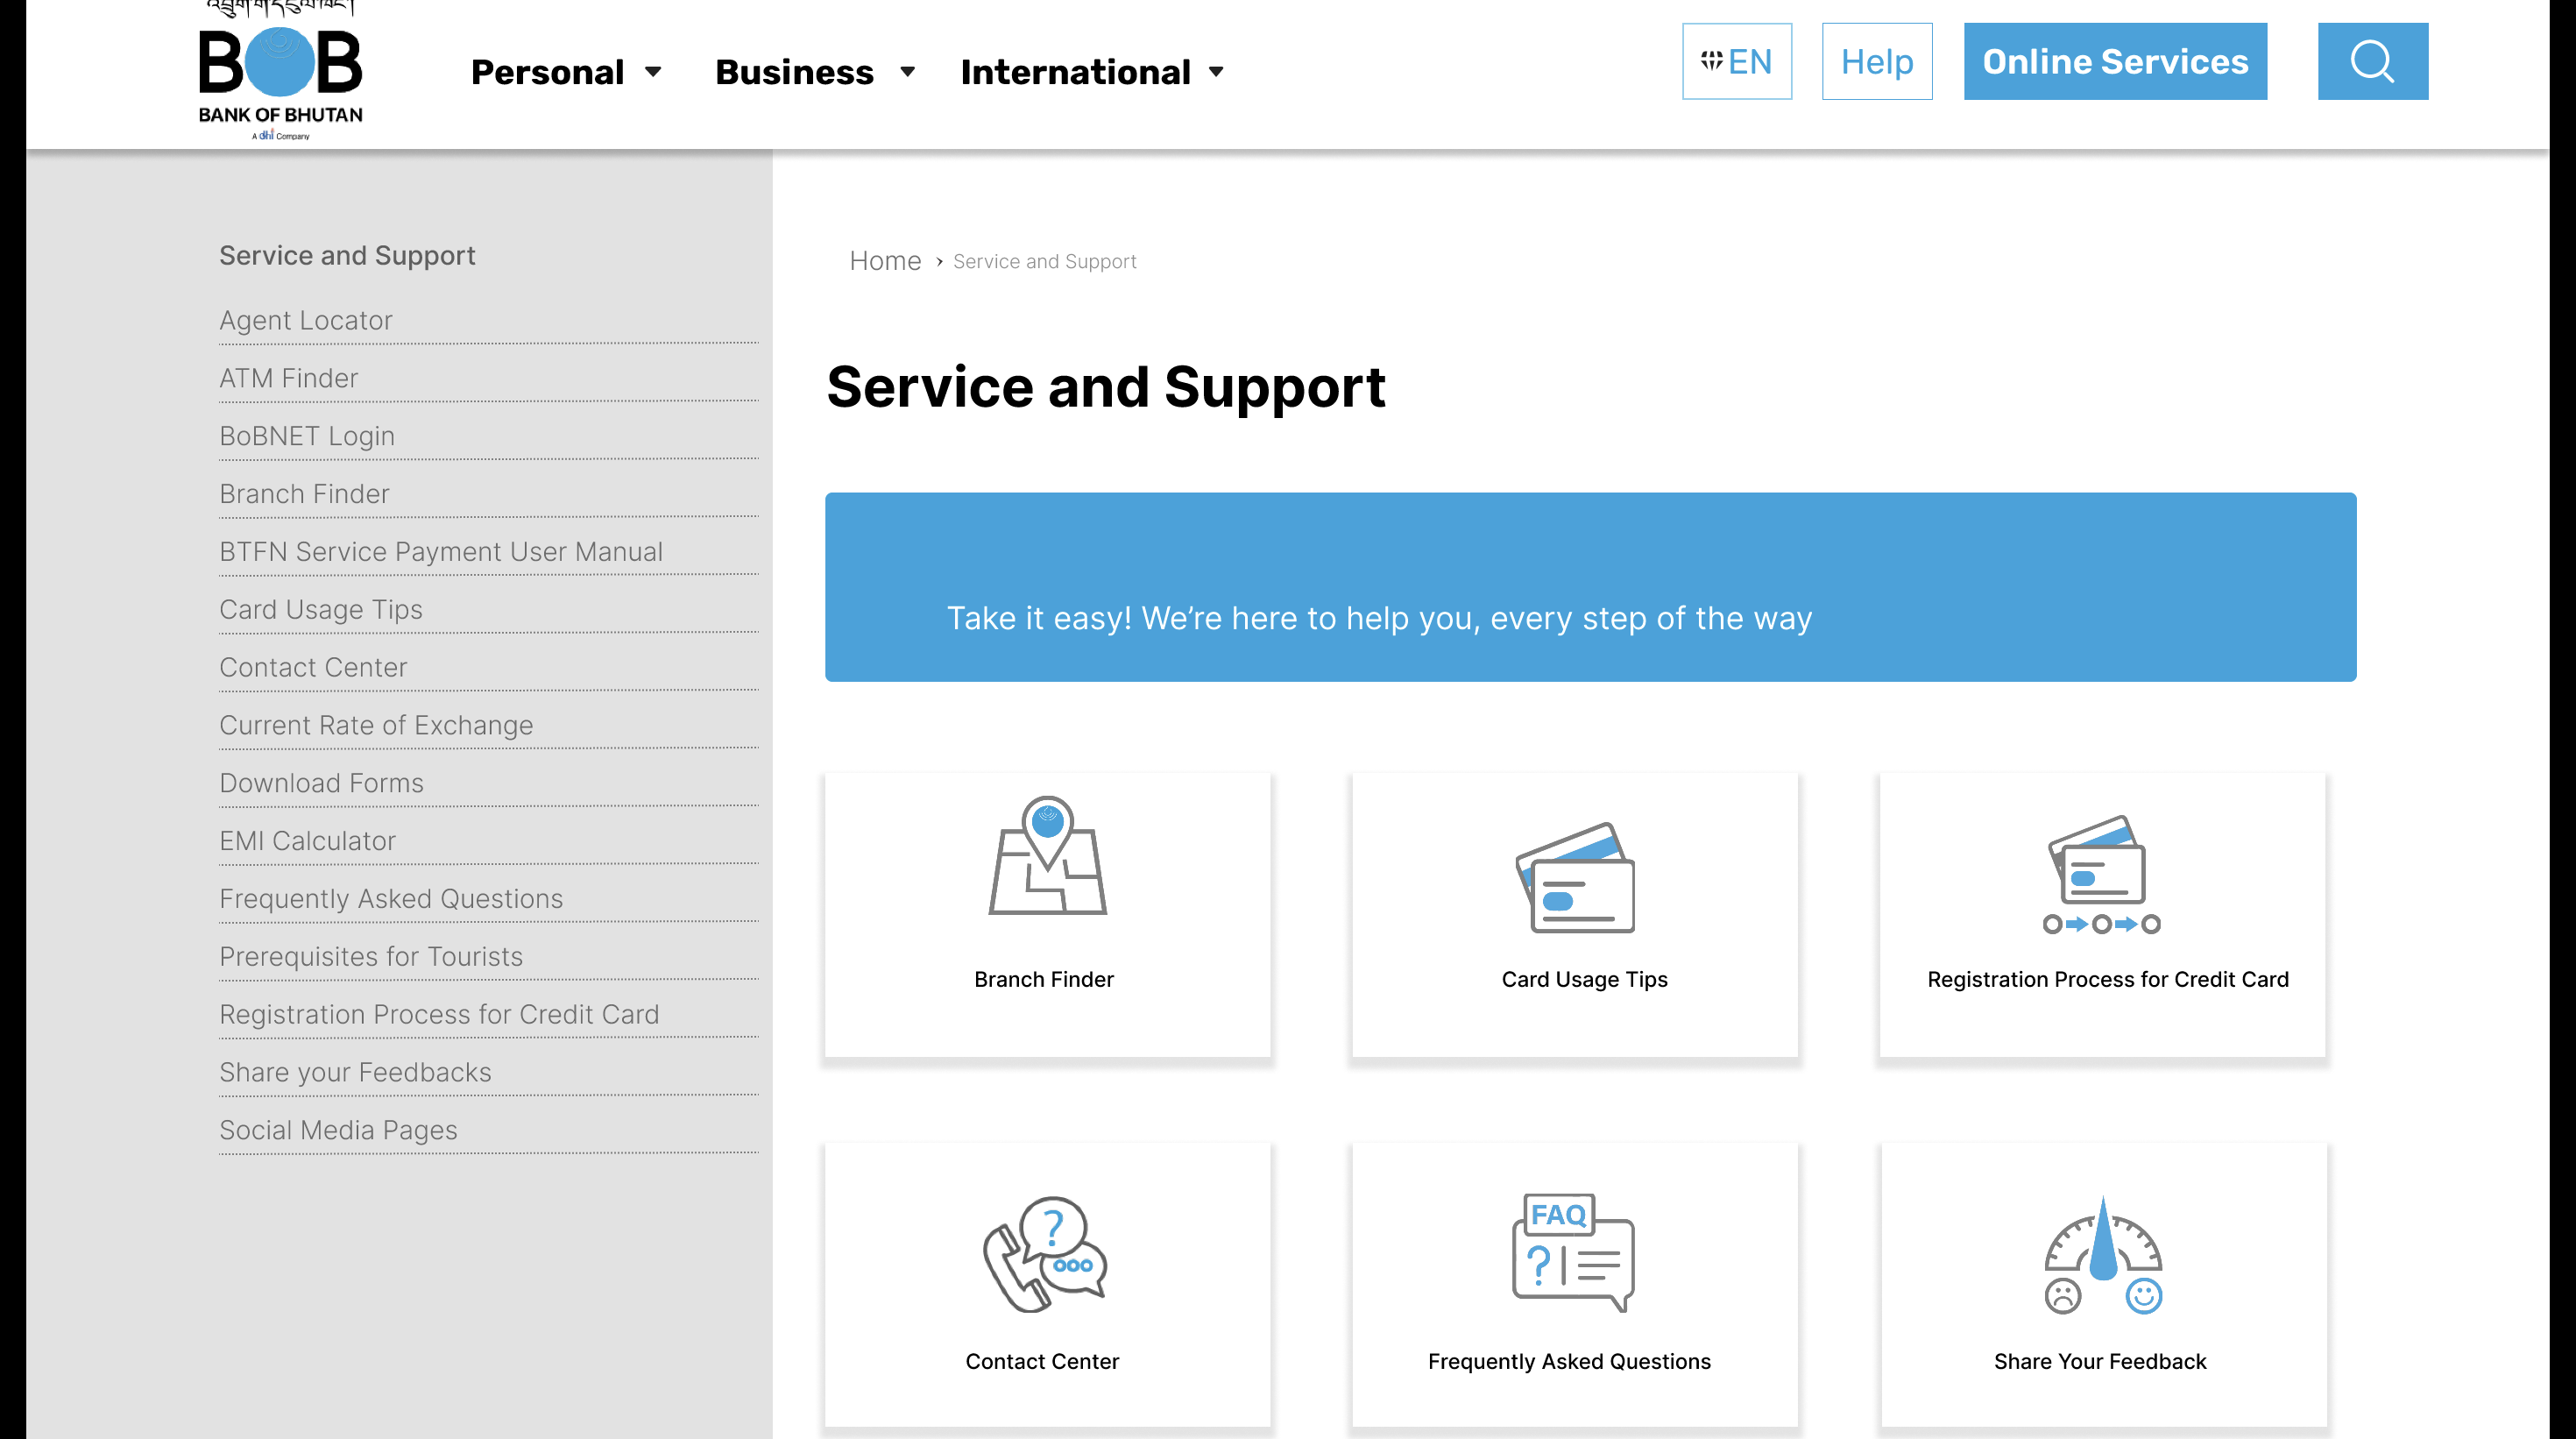 BOB
BANK OF BHUTAN
A dhi Company
Personal
Business
International
EN
Help
Online Services
Service and Support
Agent Locator
ATM Finder
BoBNET Login
Branch Finder
BTFN Service Payment User Manual
Card Usage Tips
Contact Center
Current Rate of Exchange
Download Forms
EMI Calculator
Frequently Asked Questions
Prerequisites for Tourists
Registration Process for Credit Card
Share your Feedbacks
Social Media Pages
Home › Service and Support
Service and Support
Take it easy! We’re here to help you, every step of the way
Branch Finder
Card Usage Tips
Registration Process for Credit Card
?
FAQ
?
Contact Center
Frequently Asked Questions
Share Your Feedback